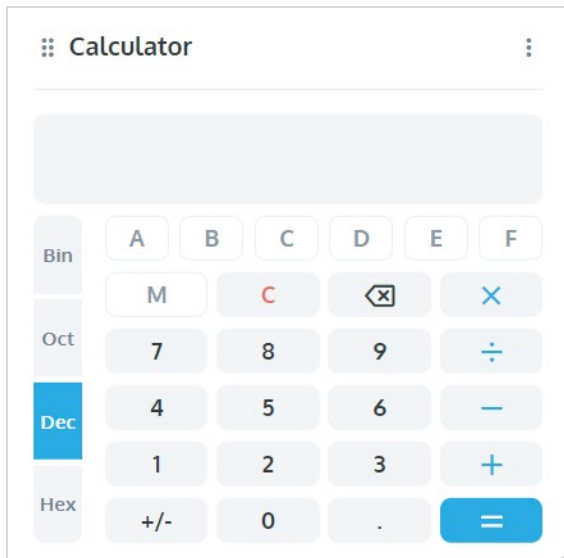 Calculator
Bin
A B C D E F
M C ×
Oct
7 8 9 ÷
Dec
4 5 6 −
1 2 3 +
Hex
+/- 0 . =